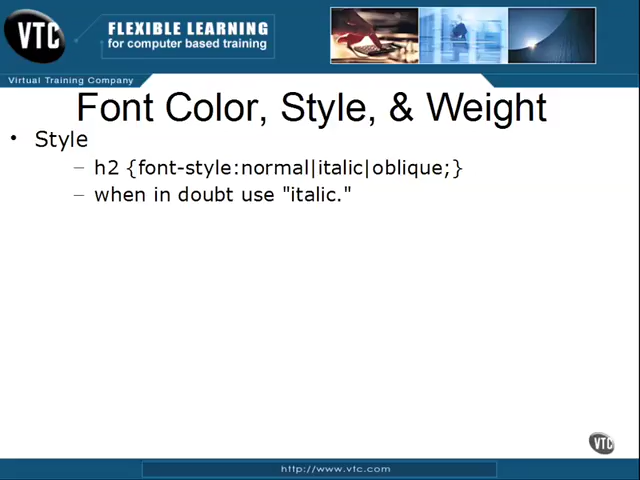 VTC
FLEXIBLE LEARNING
for computer based training
Virtual Training Company
Font Color, Style, & Weight
• Style
– h2 {font-style:normal|italic|oblique;}
– when in doubt use "italic."
VTC
http://www.vtc.com